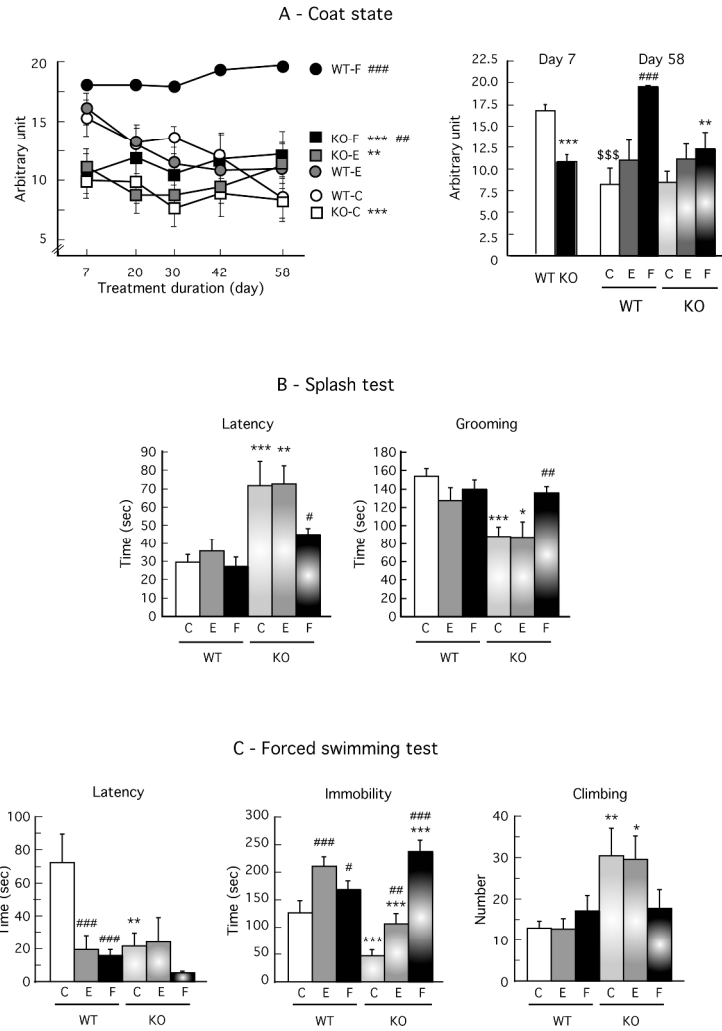 A - Coat state
20
15
10
5
Arbitrary unit
7 20 30 42 58
Treatment duration (day)
WT-F ###
KO-F *** ##
KO-E **
WT-E
WT-C
KO-C ***
22.5
20.0
17.5
15.0
12.5
10.0
7.5
5.0
2.5
0.0
Arbitrary unit
Day 7 Day 58
***
$$$
###
**
C E F C E F
WT KO
WT KO
B - Splash test
Latency
90
80
70
60
50
40
30
20
10
0
Time (sec)
*** **
#
C E F C E F
WT KO
Grooming
180
160
140
120
100
80
60
40
20
0
Time (sec)
##
*** *
C E F C E F
WT KO
C - Forced swimming test
Latency
100
80
60
40
20
0
Time (sec)
### ###
**
C E F C E F
WT KO
Immobility
300
250
200
150
100
50
0
Time (sec)
###
#
***
##
***
###
***
C E F C E F
WT KO
Climbing
40
30
20
10
0
Number
** *
C E F C E F
WT KO